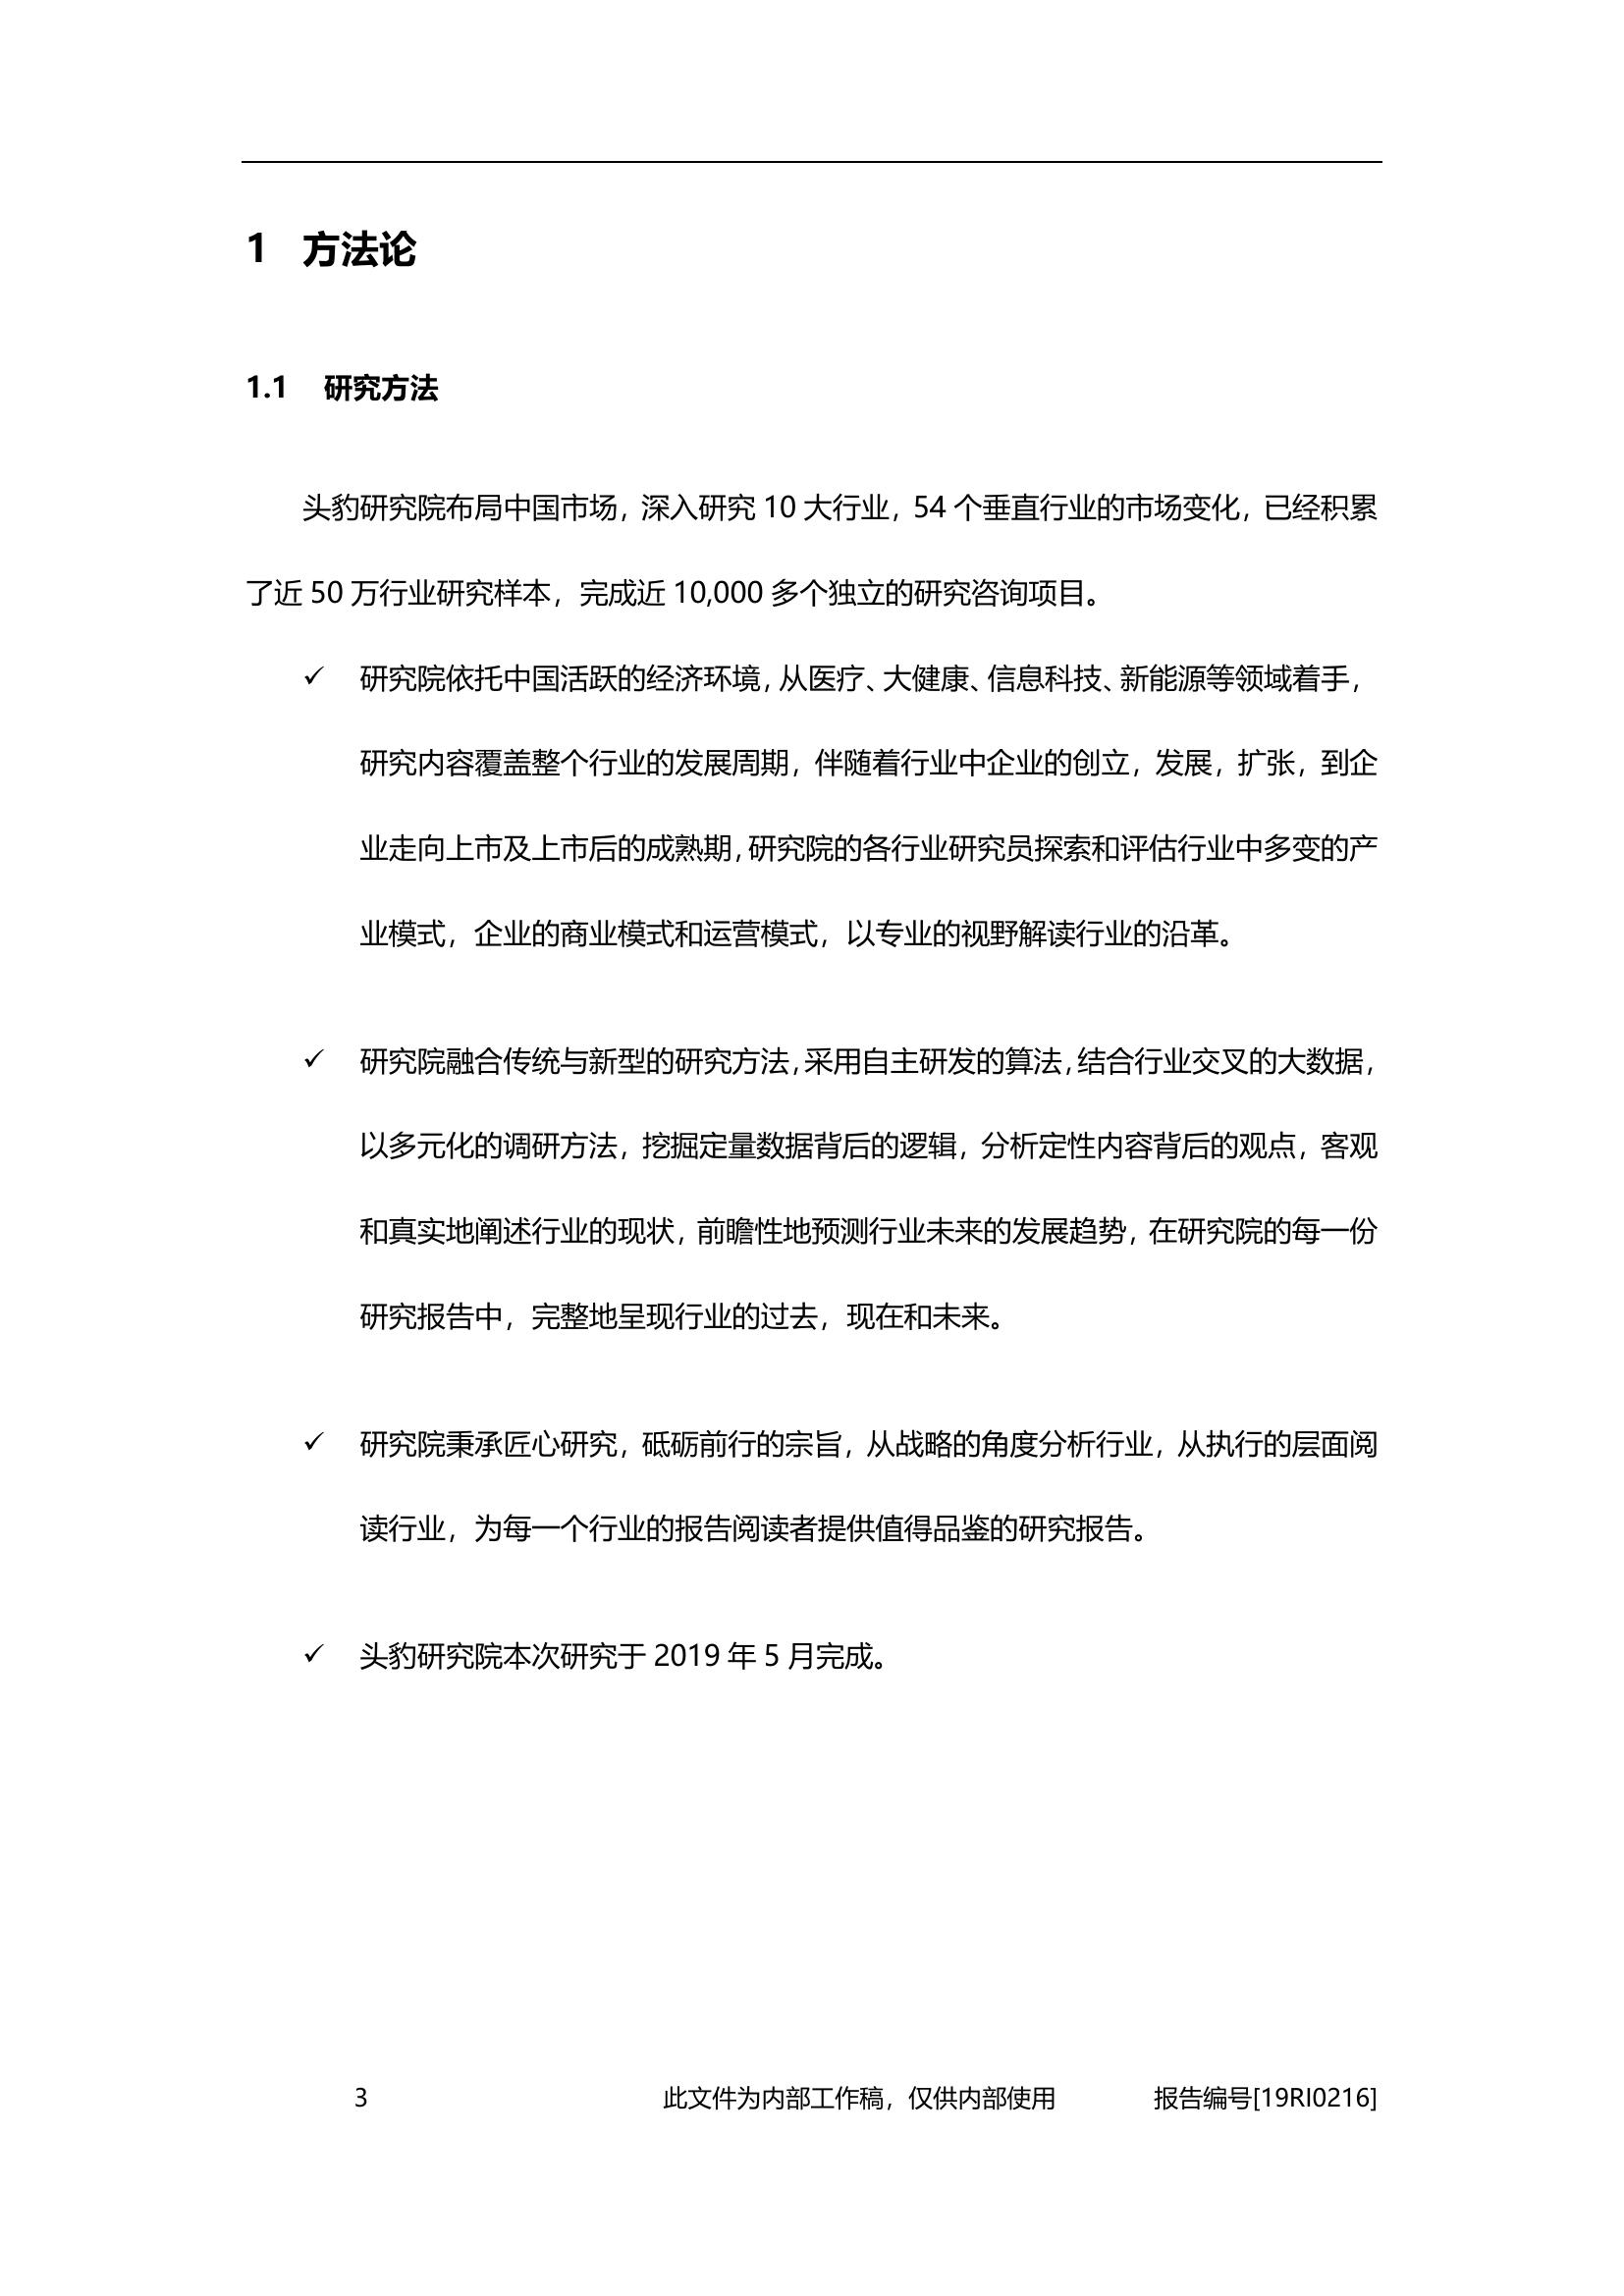 1 方法论
1.1 研究方法
头豹研究院布局中国市场，深入研究 10 大行业，54 个垂直行业的市场变化，已经积累
了近 50 万行业研究样本，完成近 10,000 多个独立的研究咨询项目。
✓ 研究院依托中国活跃的经济环境，从医疗、大健康、信息科技、新能源等领域着手，
研究内容覆盖整个行业的发展周期，伴随着行业中企业的创立，发展，扩张，到企
业走向上市及上市后的成熟期，研究院的各行业研究员探索和评估行业中多变的产
业模式，企业的商业模式和运营模式，以专业的视野解读行业的沿革。
✓ 研究院融合传统与新型的研究方法，采用自主研发的算法，结合行业交叉的大数据，
以多元化的调研方法，挖掘定量数据背后的逻辑，分析定性内容背后的观点，客观
和真实地阐述行业的现状，前瞻性地预测行业未来的发展趋势，在研究院的每一份
研究报告中，完整地呈现行业的过去，现在和未来。
✓ 研究院秉承匠心研究，砥砺前行的宗旨，从战略的角度分析行业，从执行的层面阅
读行业，为每一个行业的报告阅读者提供值得品鉴的研究报告。
✓ 头豹研究院本次研究于 2019 年 5 月完成。
3 此文件为内部工作稿，仅供内部使用 报告编号[19RI0216]